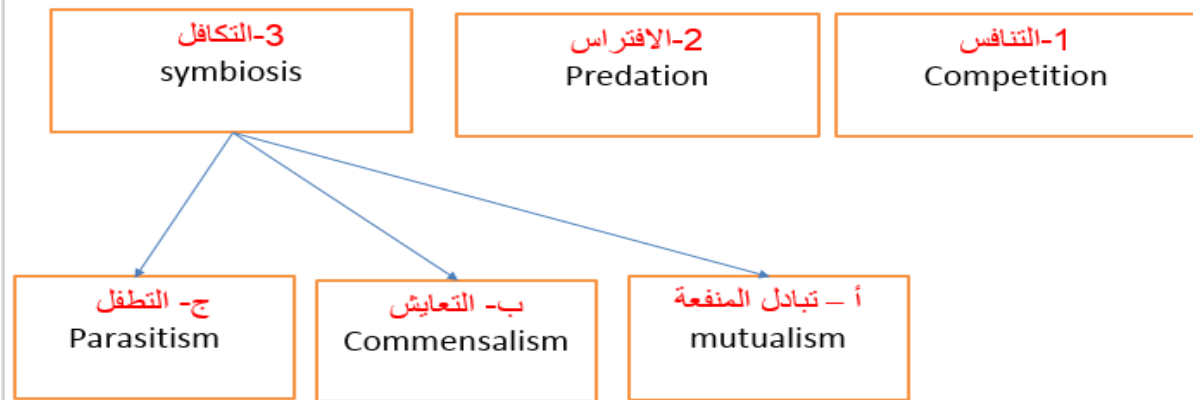 1-التنافس
Competition
2-الافتراس
Predation
3-التكافل
symbiosis
أ – تبادل المنفعة
mutualism
ب- التعايش
Commensalism
ج- التطفل
Parasitism